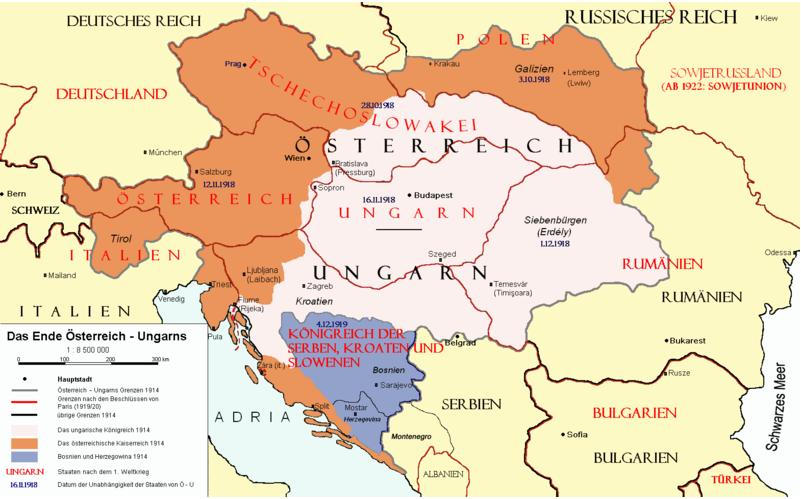 DEUTSCHES REICH
RUSSISCHES REICH
Kiew
POLEN
Krakau
Galizien
Lemberg
(Lwiw)
3.10.1918
SOWJETRUSSLAND
(AB 1922: SOWJETUNION)
Prag
TSCHECHOSLOWAKEI
28.10.1918
DEUTSCHLAND
ÖSTERREICH
München
Wien
Bratislava
(Pressburg)
Salzburg
12.11.1918
Sopron
Budapest
16.11.1918
Bern
ÖSTERREICH
UNGARN
SCHWEIZ
Siebenbürgen
(Erdély)
1.12.1918
Tirol
ITALIEN
Szeged
Odessa
RUMÄNIEN
Mailand
Ljubljana
(Laibach)
UNGARN
Triest
Zagreb
Temesvár
(Timişoara)
Venedig
Kroatien
RUMÄNIEN
Fiume
(Rijeka)
ITALIEN
4.12.1919
KÖNIGREICH DER
SERBEN, KROATEN UND
SLOWENEN
Pula
Belgrad
Bukarest
Zara (it.)
Bosnien
Rusze
Sarajevo
Schwarzes Meer
Split
Mostar
SERBIEN
BULGARIEN
ADRIA
Herzegowina
Montenegro
Sofia
BULGARIEN
ALBANIEN
TÜRKEI
Das Ende Österreich - Ungarns
1 : 8 500 000
0 100 200 300 km
Hauptstadt
Österreich - Ungarns Grenzen 1914
Grenzen nach den Beschlüssen von
Paris (1919/20)
übrige Grenzen 1914
Das ungarische Königreich 1914
Das österreichische Kaiserreich 1914
Bosnien und Herzegowina 1914
UNGARN Staaten nach dem 1. Weltkrieg
16.11.1918 Datum der Unabhängigkeit der Staaten von Ö - U